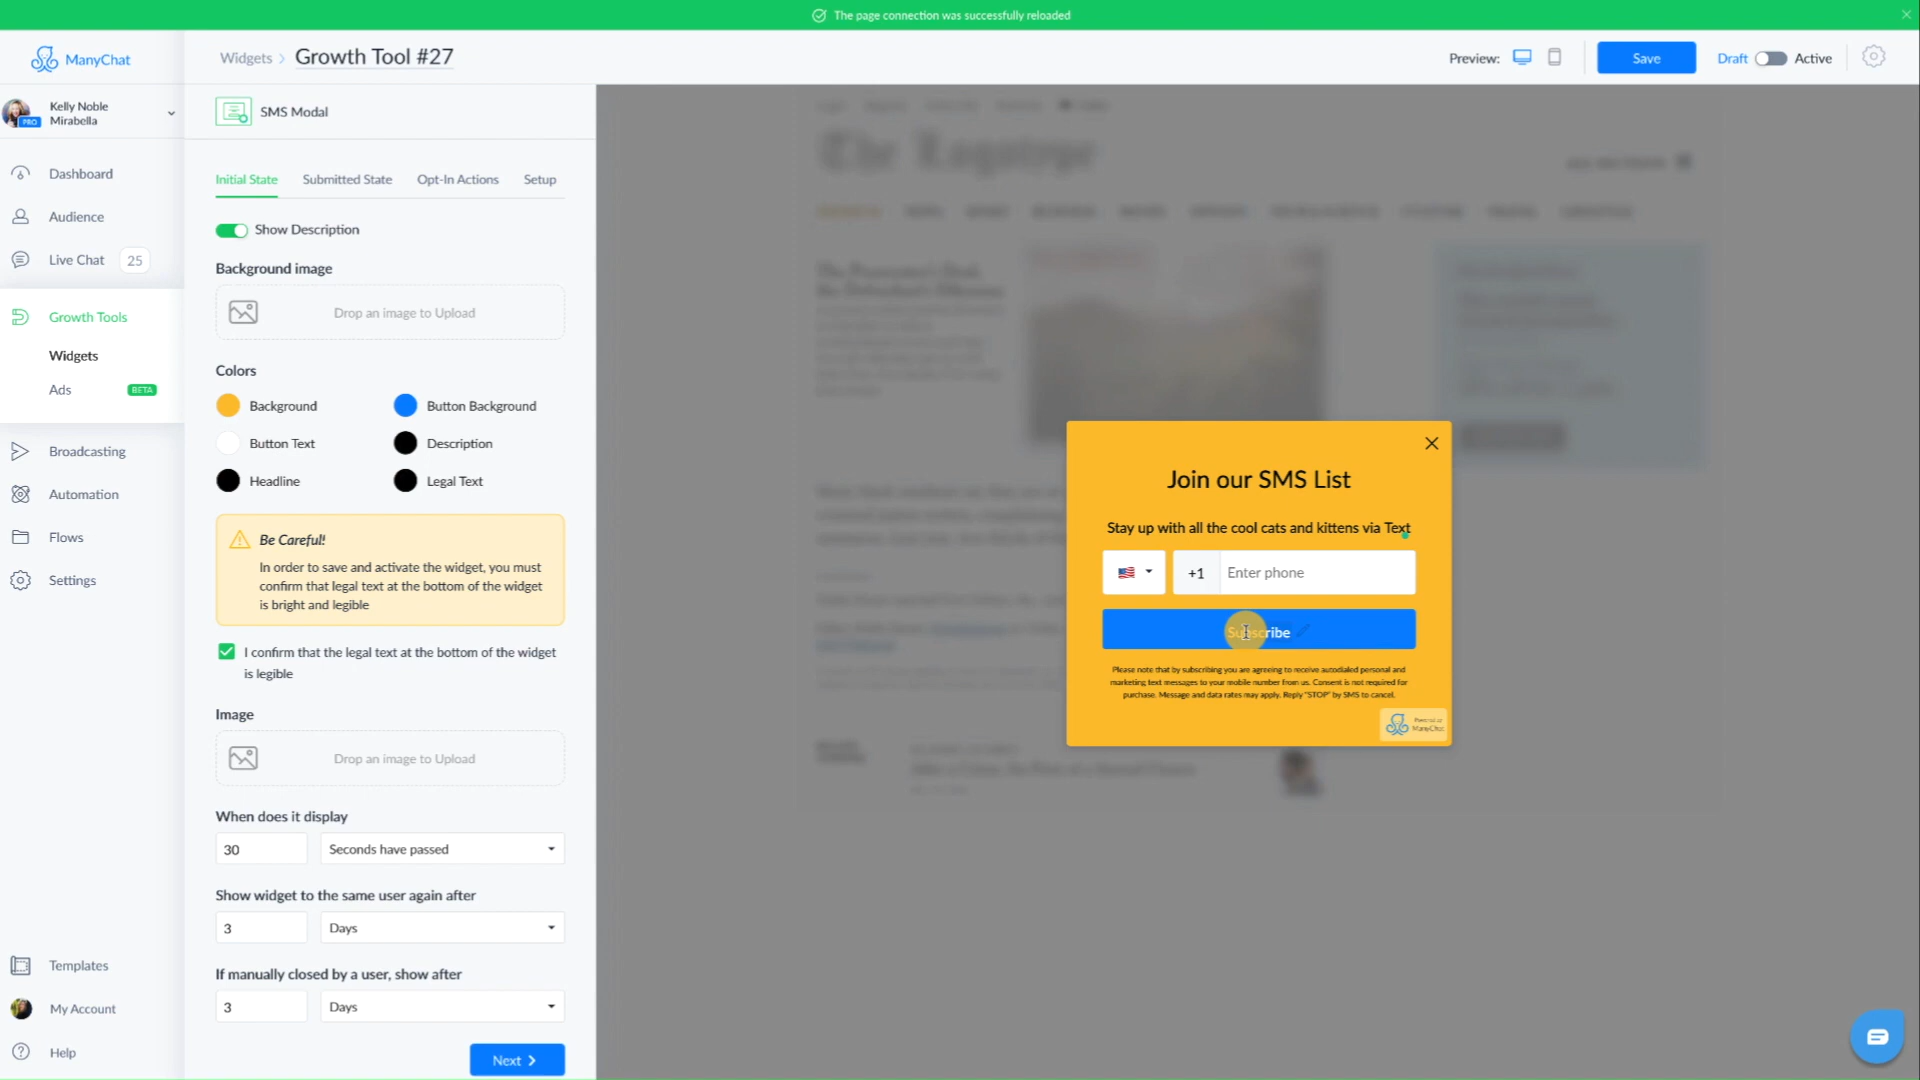 The page connection was successfully reloaded
ManyChat
Widgets
Growth Tool #27
Preview:
Save
Draft
Active
Kelly Noble
Mirabella
PRO
SMS Modal
Dashboard
Audience
Live Chat
25
Growth Tools
Widgets
Ads
BETA
Broadcasting
Automation
Flows
Settings
Templates
My Account
Help
Initial State
Submitted State
Opt-In Actions
Setup
Show Description
Background image
Drop an image to Upload
Colors
Background
Button Background
Button Text
Description
Headline
Legal Text
Be Careful!
In order to save and activate the widget, you must
confirm that legal text at the bottom of the widget
is bright and legible
I confirm that the legal text at the bottom of the widget
is legible
Image
Drop an image to Upload
When does it display
30
Seconds have passed
Show widget to the same user again after
3
Days
If manually closed by a user, show after
3
Days
Next
The Logotype
Join our SMS List
Stay up with all the cool cats and kittens via Text
+1
Enter phone
Subscribe
Please note that by subscribing you are agreeing to receive autodialed personal and
marketing text messages to your mobile number from us. Consent is not required for
purchase. Message and data rates may apply. Reply "STOP" by SMS to cancel.
Powered by
ManyChat